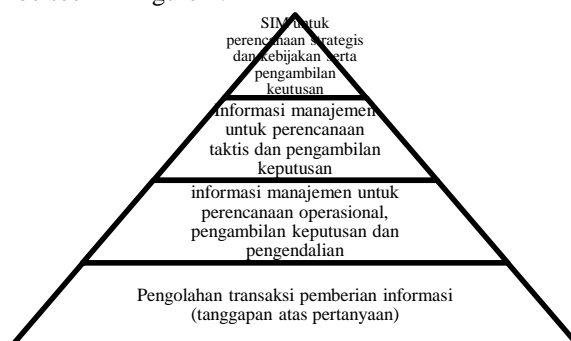 SIM untuk
perencanaan strategis
dan kebijakan serta
pengambilan
keutusan
informasi manajemen
untuk perencanaan
taktis dan pengambilan
keputusan
informasi manajemen untuk
perencanaan operasional,
pengambilan keputusan dan
pengendalian
Pengolahan transaksi pemberian informasi
(tanggapan atas pertanyaan)